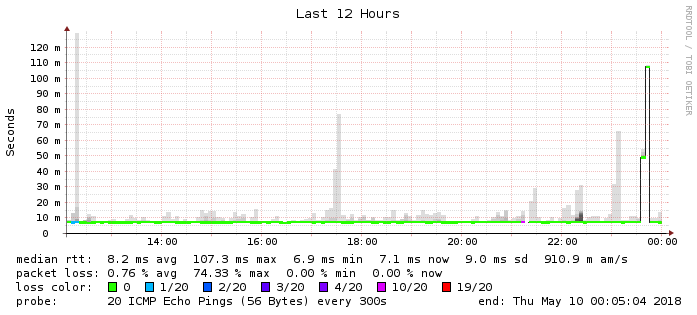 Last 12 Hours
RRDTOOL / TOBI OETIKER
Seconds
120 m
110 m
100 m
90 m
80 m
70 m
60 m
50 m
40 m
30 m
20 m
10 m
0
14:00 16:00 18:00 20:00 22:00 00:00
median rtt: 8.2 ms avg 107.3 ms max 6.9 ms min 7.1 ms now 9.0 ms sd 910.9 m am/s
packet loss: 0.76 % avg 74.33 % max 0.00 % min 0.00 % now
loss color: 0 1/20 2/20 3/20 4/20 10/20 19/20
probe: 20 ICMP Echo Pings (56 Bytes) every 300s end: Thu May 10 00:05:04 2018